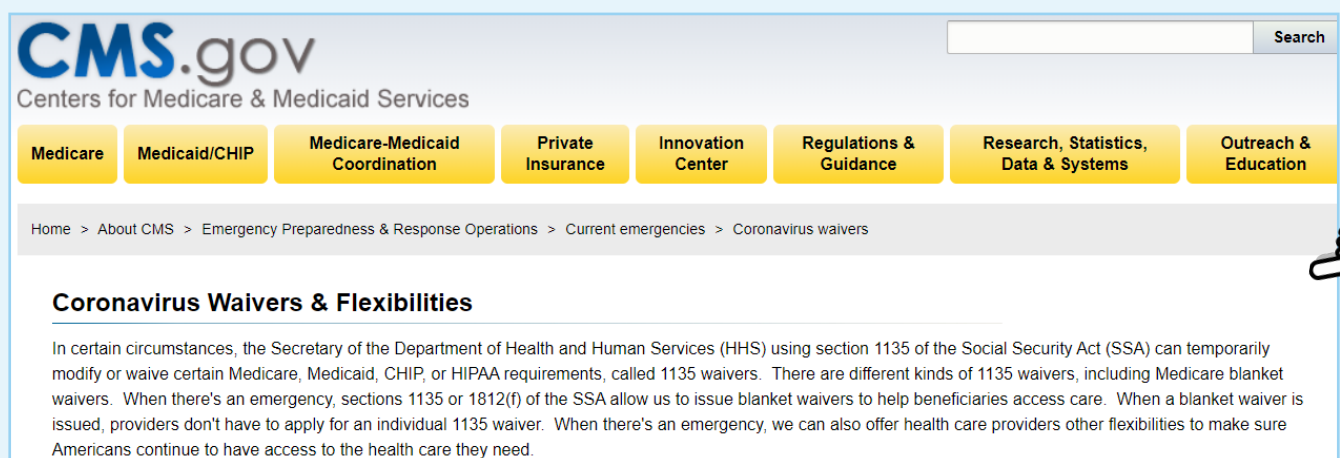 CMS.gov
Search
Centers for Medicare & Medicaid Services
Medicare
Medicaid/CHIP
Medicare-Medicaid
Coordination
Private
Insurance
Innovation
Center
Regulations &
Guidance
Research, Statistics,
Data & Systems
Outreach &
Education
Home > About CMS > Emergency Preparedness & Response Operations > Current emergencies > Coronavirus waivers
Coronavirus Waivers & Flexibilities
In certain circumstances, the Secretary of the Department of Health and Human Services (HHS) using section 1135 of the Social Security Act (SSA) can temporarily
modify or waive certain Medicare, Medicaid, CHIP, or HIPAA requirements, called 1135 waivers.  There are different kinds of 1135 waivers, including Medicare blanket
waivers.  When there's an emergency, sections 1135 or 1812(f) of the SSA allow us to issue blanket waivers to help beneficiaries access care.  When a blanket waiver is
issued, providers don't have to apply for an individual 1135 waiver.  When there's an emergency, we can also offer health care providers other flexibilities to make sure
Americans continue to have access to the health care they need.